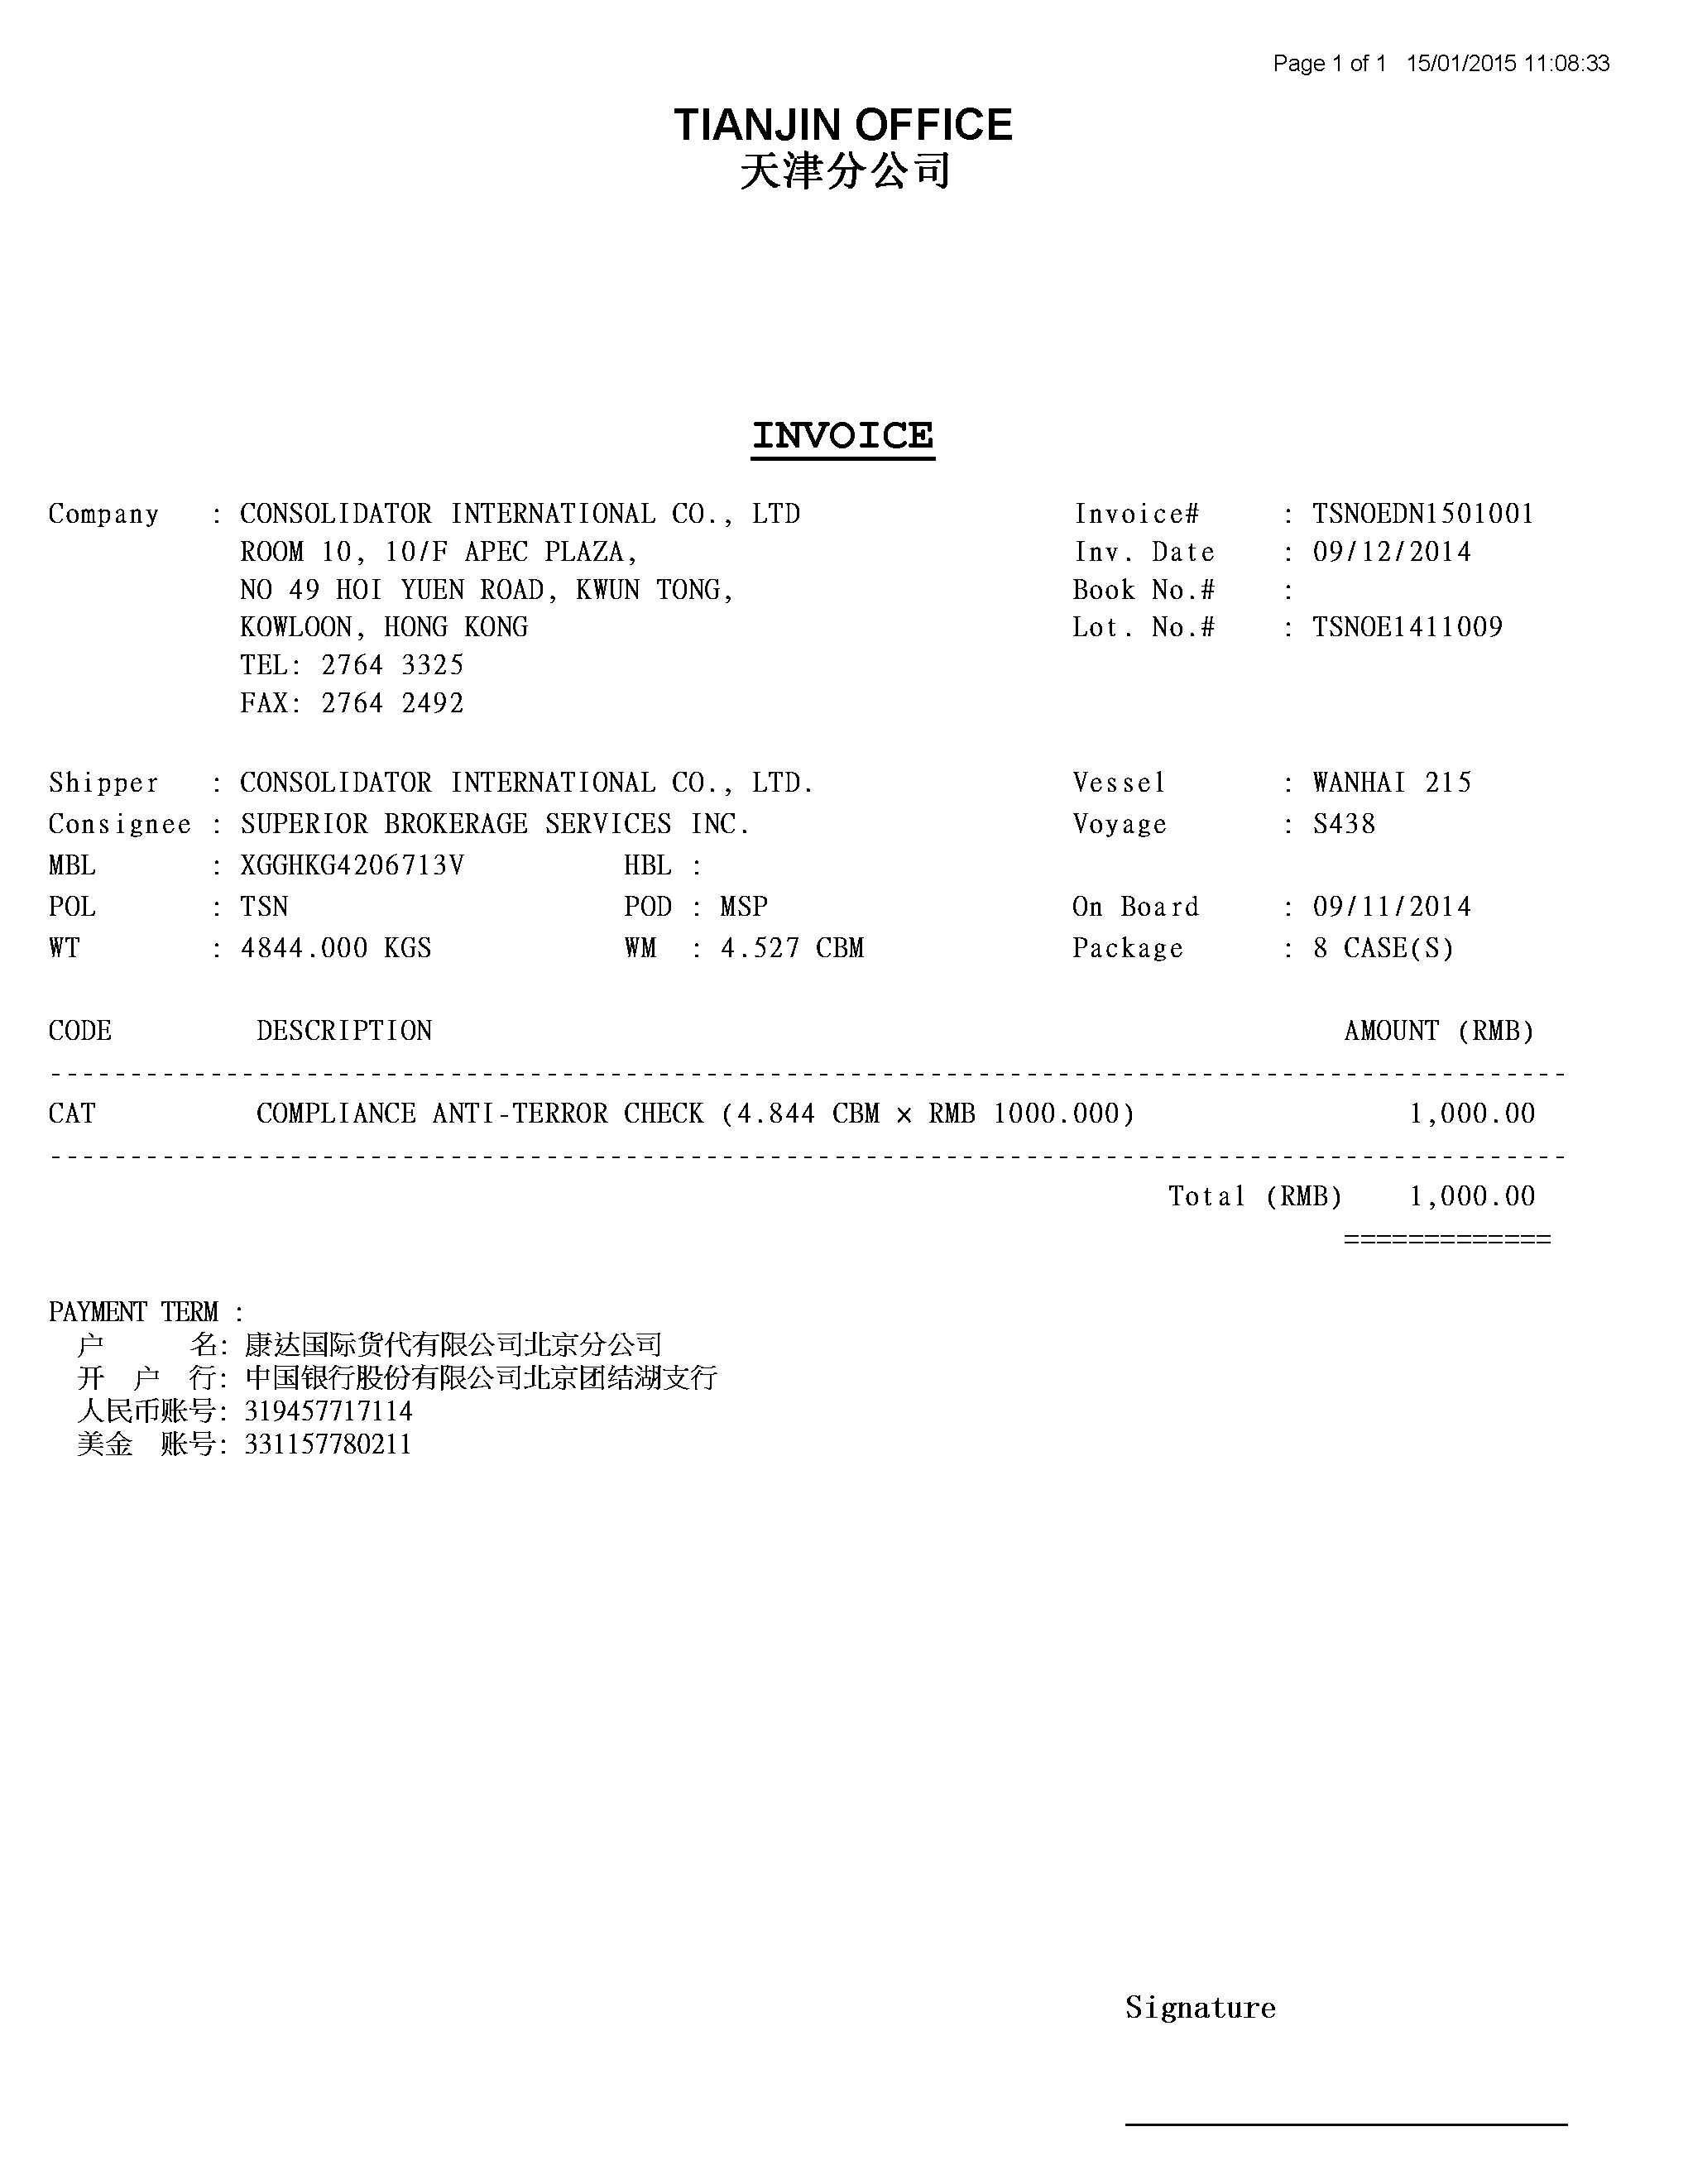 Page 1 of 1 15/01/2015 11:08:33
TIANJIN OFFICE
天津分公司
INVOICE
Company : CONSOLIDATOR INTERNATIONAL CO., LTD Invoice# : TSNOEDN1501001
ROOM 10, 10/F APEC PLAZA, Inv. Date : 09/12/2014
NO 49 HOI YUEN ROAD, KWUN TONG, Book No.# :
KOWLOON, HONG KONG Lot. No.# : TSNOE1411009
TEL: 2764 3325
FAX: 2764 2492
Shipper : CONSOLIDATOR INTERNATIONAL CO., LTD. Vessel : WANHAI 215
Consignee : SUPERIOR BROKERAGE SERVICES INC. Voyage : S438
MBL : XGGHKG4206713V HBL :
POL : TSN POD : MSP On Board : 09/11/2014
WT : 4844.000 KGS WM : 4.527 CBM Package : 8 CASE(S)
CODE DESCRIPTION AMOUNT (RMB)
CAT COMPLIANCE ANTI-TERROR CHECK (4.844 CBM × RMB 1000.000) 1,000.00
Total (RMB) 1,000.00
=============
PAYMENT TERM :
户 名: 康达国际货代有限公司北京分公司
开 户 行: 中国银行股份有限公司北京团结湖支行
人民币账号: 319457717114
美金 账号: 331157780211
Signature